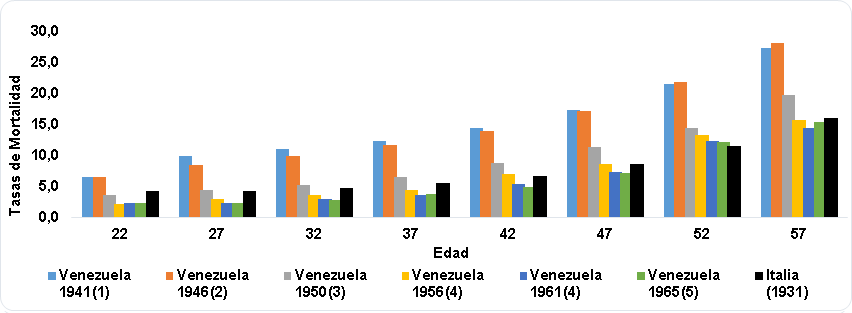 30,0
25,0
20,0
15,0
10,0
5,0
0,0
Tasas de Mortalidad
22 27 32 37 42 47 52 57
Edad
Venezuela Venezuela Venezuela Venezuela Venezuela Venezuela Italia
1941(1) 1946(2) 1950(3) 1956(4) 1961(4) 1965(5) (1931)